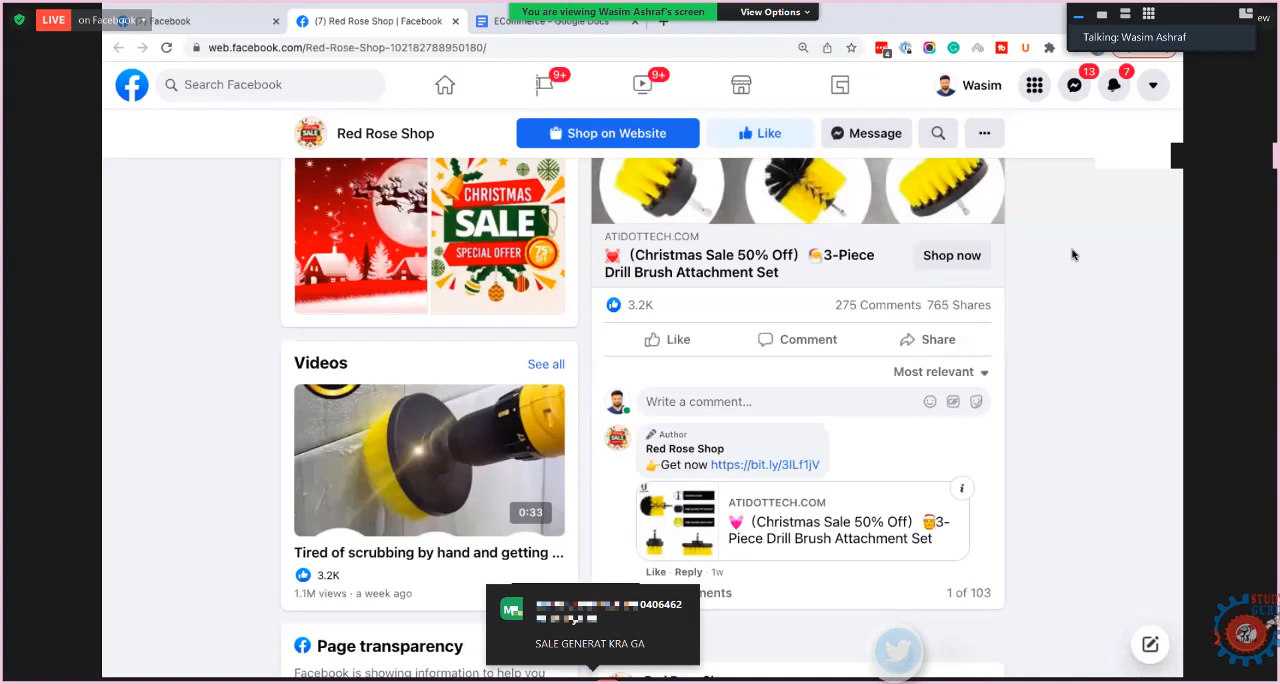 LIVE
on Facebook
Facebook
(7) Red Rose Shop | Facebook
ECommerce - Google Docs
You are viewing Wasim Ashraf's screen
View Options
ew
Talking: Wasim Ashraf
web.facebook.com/Red-Rose-Shop-102182788950180/
4
U
Search Facebook
9+
9+
Wasim
13
7
Red Rose Shop
Shop on Website
Like
Message
CHRISTMAS
SALE
SPECIAL OFFER
75
ATIDOTTECH.COM
(Christmas Sale 50% Off) 3-Piece
Drill Brush Attachment Set
Shop now
3.2K
275 Comments 765 Shares
Like
Comment
Share
Most relevant
Videos
See all
0:33
Tired of scrubbing by hand and getting ...
3.2K
1.1M views · a week ago
Write a comment...
GIF
SALE
Author
Red Rose Shop
👉Get now https://bit.ly/3lLf1jV
ATIDOTTECH.COM
(Christmas Sale 50% Off) 3-
Piece Drill Brush Attachment Set
Like · Reply · 1w
ments
1 of 103
Page transparency
Facebook is showing information to help you
0406462
SALE GENERAT KRA GA